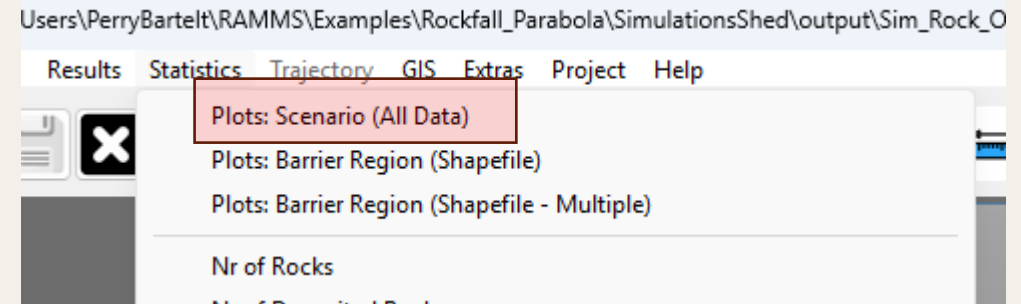 Users\PerryBartelt\RAMMS\Examples\Rockfall_Parabola\SimulationsShed\output\Sim_Rock_O
Results Statistics Trajectory GIS Extras Project Help
Plots: Scenario (All Data)
Plots: Barrier Region (Shapefile)
Plots: Barrier Region (Shapefile - Multiple)
Nr of Rocks